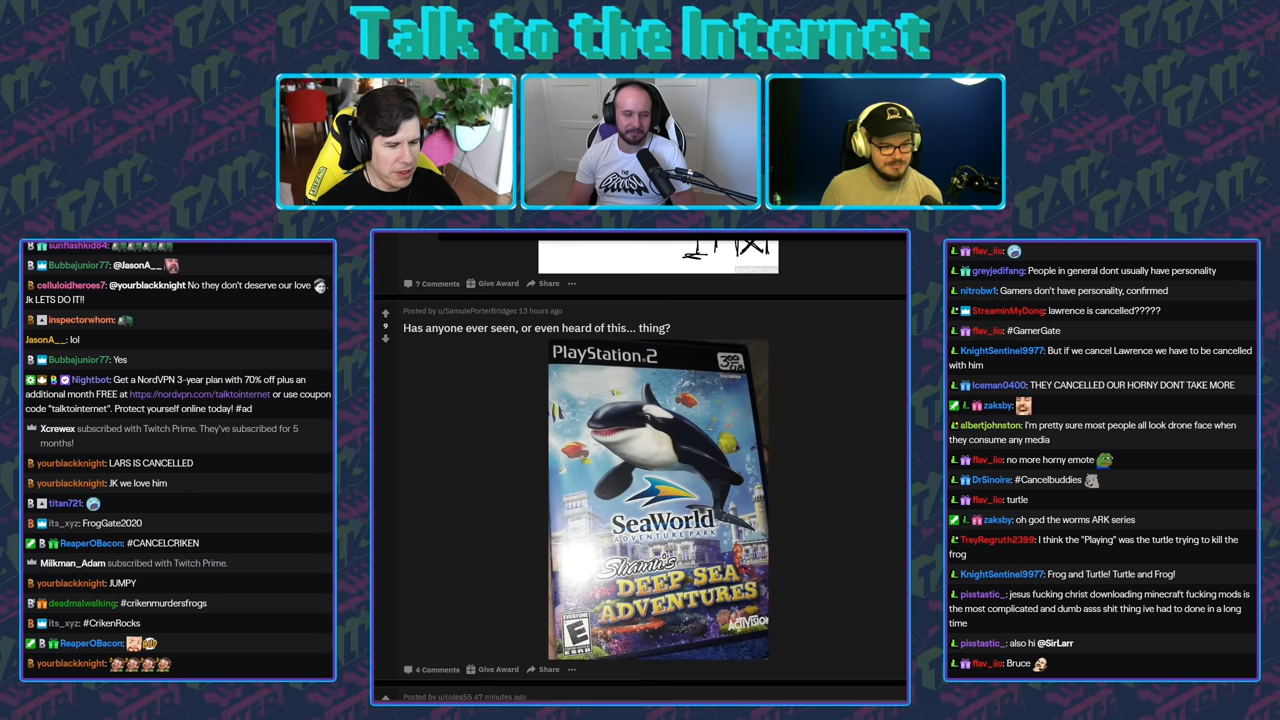 Talk to the Internet
THE
BRUISE
sunflashkid84:
Bubbajunior77: @JasonA__
celluloidheroes7: @yourblackknight No they don't deserve our love .
Jk LETS DO IT!!
inspectorwhom:
JasonA__: lol
Bubbajunior77: Yes
Nightbot: Get a NordVPN 3-year plan with 70% off plus an
additional month FREE at https://nordvpn.com/talktointernet or use coupon
code "talktointernet". Protect yourself online today! #ad
Xcrewex subscribed with Twitch Prime. They've subscribed for 5
months!
yourblackknight: LARS IS CANCELLED
yourblackknight: JK we love him
titan721:
its_xyz: FrogGate2020
ReaperOBacon: #CANCELCRIKEN
Milkman_Adam subscribed with Twitch Prime.
yourblackknight: JUMPY
deadmalwalking: #crikenmurdersfrogs
its_xyz: #CrikenRocks
ReaperOBacon:
yourblackknight:
7 Comments Give Award Share
Posted by u/SamulePorterBridges 13 hours ago
9
Has anyone ever seen, or even heard of this... thing?
PlayStation.2
SeaWorld
ADVENTURE PARK
Shamu's
DEEP SEA
ADVENTURES
EVERYONE
E
ESRB
ACTIVISION
4 Comments Give Award Share
Posted by u/coleg55 47 minutes ago
flav_iio:
greyjedifang: People in general dont usually have personality
nitrobw1: Gamers don't have personality, confirmed
StreaminMyDong: lawrence is cancelled?????
flav_iio: #GamerGate
KnightSentinel9977: But if we cancel Lawrence we have to be cancelled
with him
Iceman0400: THEY CANCELLED OUR HORNY DONT TAKE MORE
zaksby:
albertjohnston: I'm pretty sure most people all look drone face when
they consume any media
flav_iio: no more horny emote
DrSinoire: #Cancelbuddies
flav_iio: turtle
zaksby: oh god the worms ARK series
TreyRegruth2399: I think the "Playing" was the turtle trying to kill the
frog
KnightSentinel9977: Frog and Turtle! Turtle and Frog!
pisstastic_: jesus fucking christ downloading minecraft fucking mods is
the most complicated and dumb asss shit thing ive had to done in a long
time
pisstastic_: also hi @SirLarr
flav_iio: Bruce